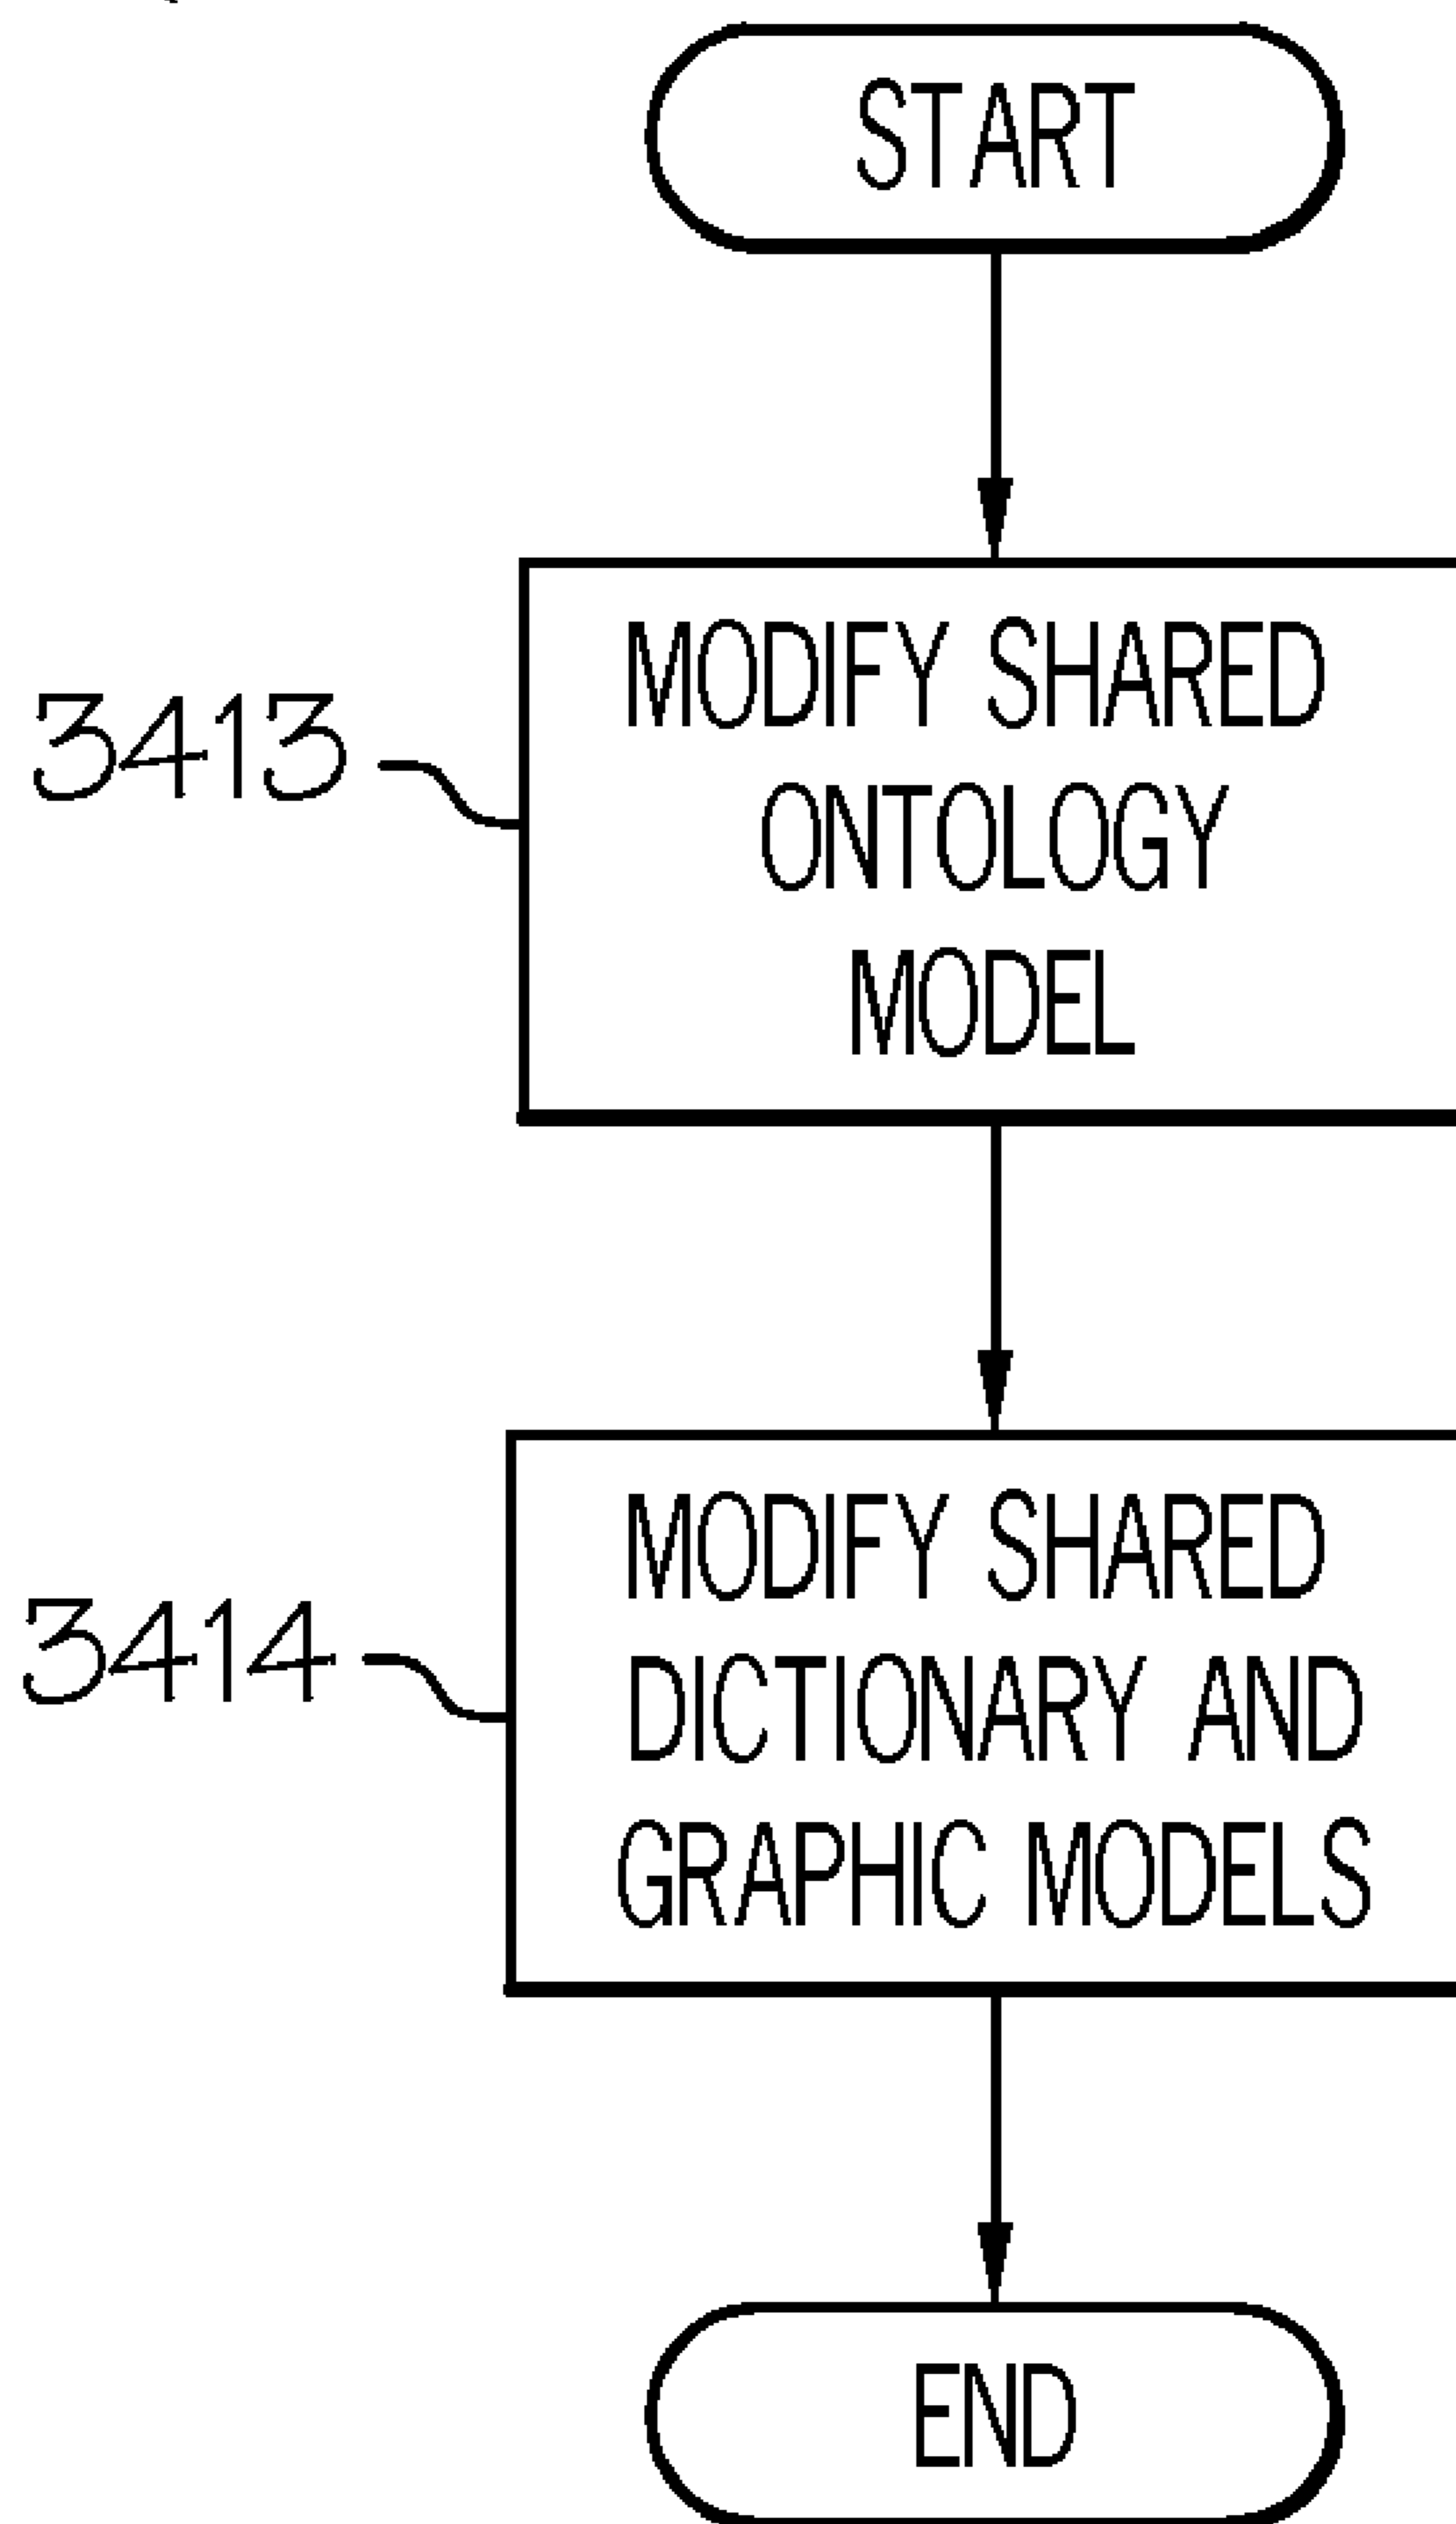 START
3413
MODIFY SHARED
ONTOLOGY
MODEL
3414
MODIFY SHARED
DICTIONARY AND
GRAPHIC MODELS
END